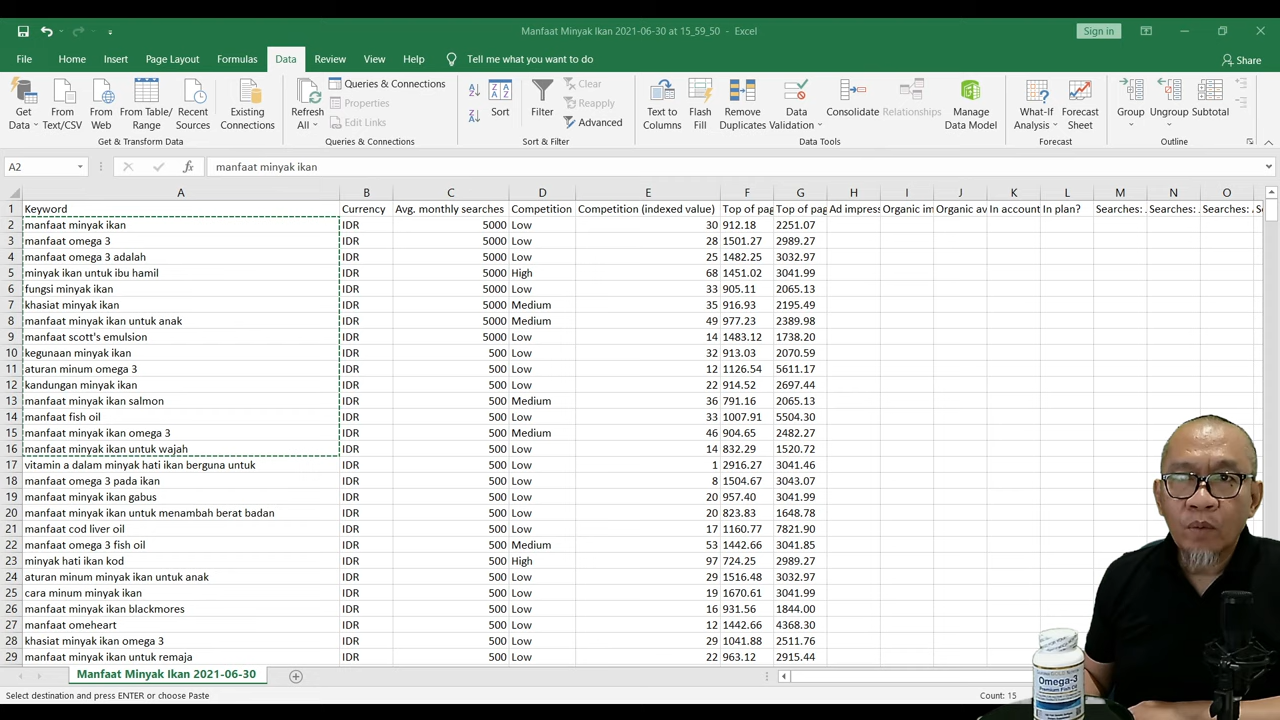 Manfaat Minyak Ikan 2021-06-30 at 15_59_50 - Excel
Sign in
File Home Insert Page Layout Formulas Data Review View Help Tell me what you want to do Share
Get Data From Text/CSV From Web From Table/Range Recent Sources Existing Connections Refresh All Queries & Connections Properties Edit Links Sort Filter Clear Reapply Advanced Text to Columns Flash Fill Remove Duplicates Data Validation Consolidate Relationships Manage Data Model What-If Analysis Forecast Sheet Group Ungroup Subtotal
Get & Transform Data Queries & Connections Sort & Filter Data Tools Forecast Outline
A2 fx manfaat minyak ikan
A B C D E F G H I J K L M N O
1 Keyword Currency Avg. monthly searches Competition Competition (indexed value) Top of pag Top of pag Ad impress Organic im Organic av In account In plan? Searches: Searches: Searches:
2 manfaat minyak ikan IDR 5000 Low 30 912.18 2251.07
3 manfaat omega 3 IDR 5000 Low 28 1501.27 2989.27
4 manfaat omega 3 adalah IDR 5000 Low 25 1482.25 3032.97
5 minyak ikan untuk ibu hamil IDR 5000 High 68 1451.02 3041.99
6 fungsi minyak ikan IDR 5000 Low 33 905.11 2065.13
7 khasiat minyak ikan IDR 5000 Medium 35 916.93 2195.49
8 manfaat minyak ikan untuk anak IDR 5000 Medium 49 977.23 2389.98
9 manfaat scott's emulsion IDR 5000 Low 14 1483.12 1738.20
10 kegunaan minyak ikan IDR 500 Low 32 913.03 2070.59
11 aturan minum omega 3 IDR 500 Low 12 1126.54 5611.17
12 kandungan minyak ikan IDR 500 Low 22 914.52 2697.44
13 manfaat minyak ikan salmon IDR 500 Medium 36 791.16 2065.13
14 manfaat fish oil IDR 500 Low 33 1007.91 5504.30
15 manfaat minyak ikan omega 3 IDR 500 Medium 46 904.65 2482.27
16 manfaat minyak ikan untuk wajah IDR 500 Low 14 832.29 1520.72
17 vitamin a dalam minyak hati ikan berguna untuk IDR 500 Low 1 2916.27 3041.46
18 manfaat omega 3 pada ikan IDR 500 Low 8 1504.67 3043.07
19 manfaat minyak ikan gabus IDR 500 Low 20 957.40 3041.99
20 manfaat minyak ikan untuk menambah berat badan IDR 500 Low 20 823.83 1648.78
21 manfaat cod liver oil IDR 500 Low 17 1160.77 7821.90
22 manfaat omega 3 fish oil IDR 500 Medium 53 1442.66 3041.85
23 minyak hati ikan kod IDR 500 High 97 724.25 2989.27
24 aturan minum minyak ikan untuk anak IDR 500 Low 29 1516.48 3032.97
25 cara minum minyak ikan IDR 500 Low 19 1670.61 3041.99
26 manfaat minyak ikan blackmores IDR 500 Low 16 931.56 1844.00
27 manfaat omeheart IDR 500 Low 12 1442.66 4368.30
28 khasiat minyak ikan omega 3 IDR 500 Low 29 1041.88 2511.76
29 manfaat minyak ikan untuk remaja IDR 500 Low 22 963.12 2915.44
Manfaat Minyak Ikan 2021-06-30
Select destination and press ENTER or choose Paste Count: 15
Omega-3
Premium Fish Oil